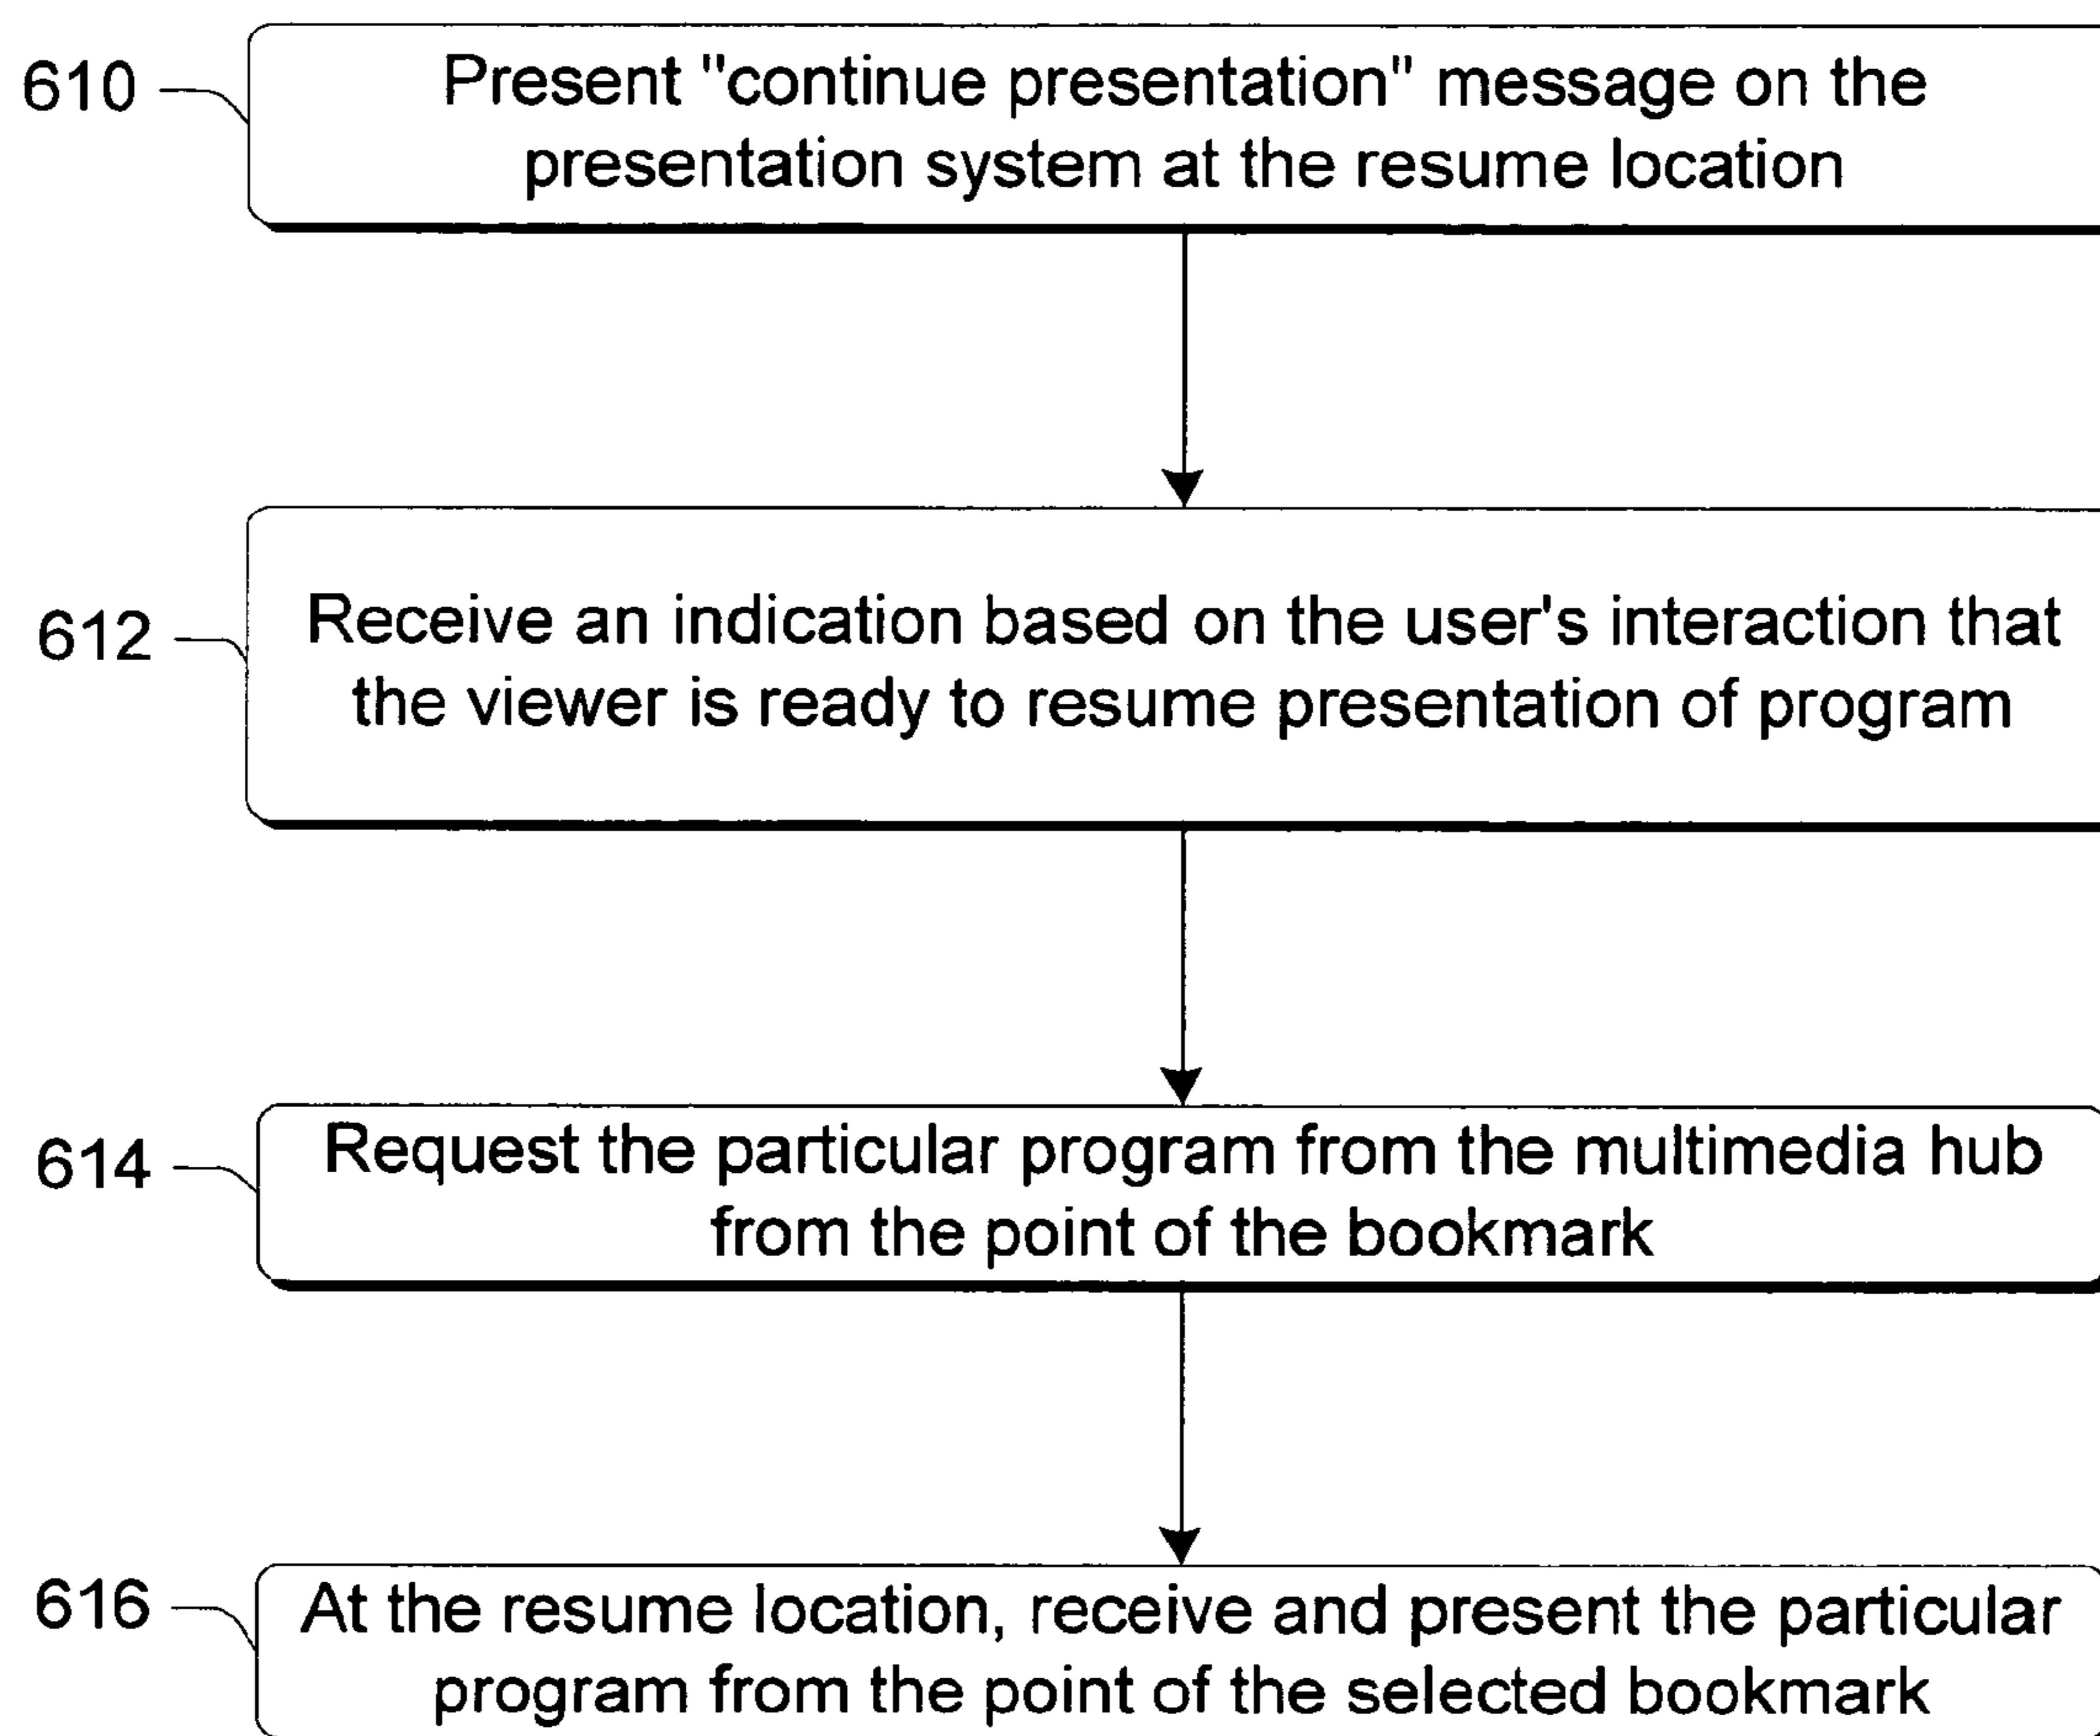 610
Present "continue presentation" message on the
presentation system at the resume location
612
Receive an indication based on the user's interaction that
the viewer is ready to resume presentation of program
614
Request the particular program from the multimedia hub
from the point of the bookmark
616
At the resume location, receive and present the particular
program from the point of the selected bookmark